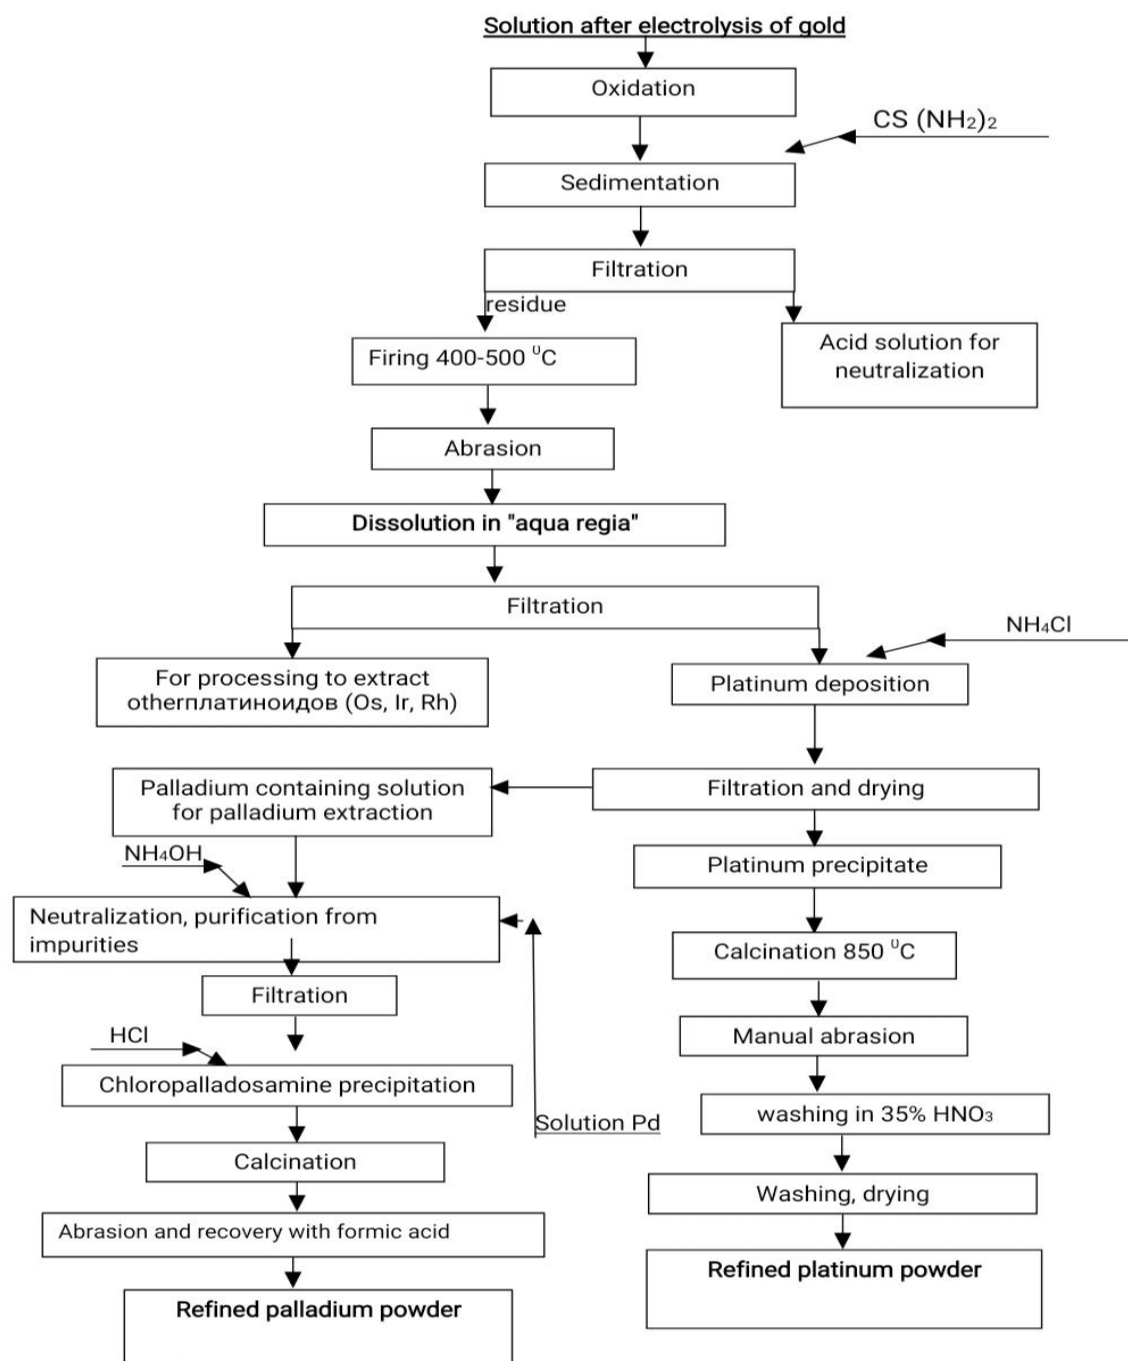 Solution after electrolysis of gold
Oxidation
CS (NH₂)₂
Sedimentation
Filtration
residue
Firing 400-500 ⁰C
Acid solution for
neutralization
Abrasion
Dissolution in "aqua regia"
Filtration
NH₄Cl
For processing to extract
otherплатиноидов (Os, Ir, Rh)
Platinum deposition
Palladium containing solution
for palladium extraction
Filtration and drying
NH₄OH
Platinum precipitate
Neutralization, purification from
impurities
Calcination 850 ⁰C
Filtration
HCl
Manual abrasion
Chloropalladosamine precipitation
washing in 35% HNO₃
Solution Pd
Calcination
Washing, drying
Abrasion and recovery with formic acid
Refined platinum powder
Refined palladium powder